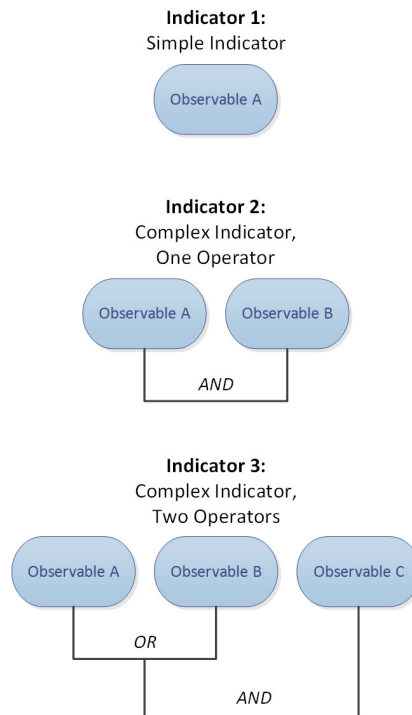 Indicator 1:
Simple Indicator
Observable A
Indicator 2:
Complex Indicator,
One Operator
Observable A
Observable B
AND
Indicator 3:
Complex Indicator,
Two Operators
Observable A
Observable B
Observable C
OR
AND